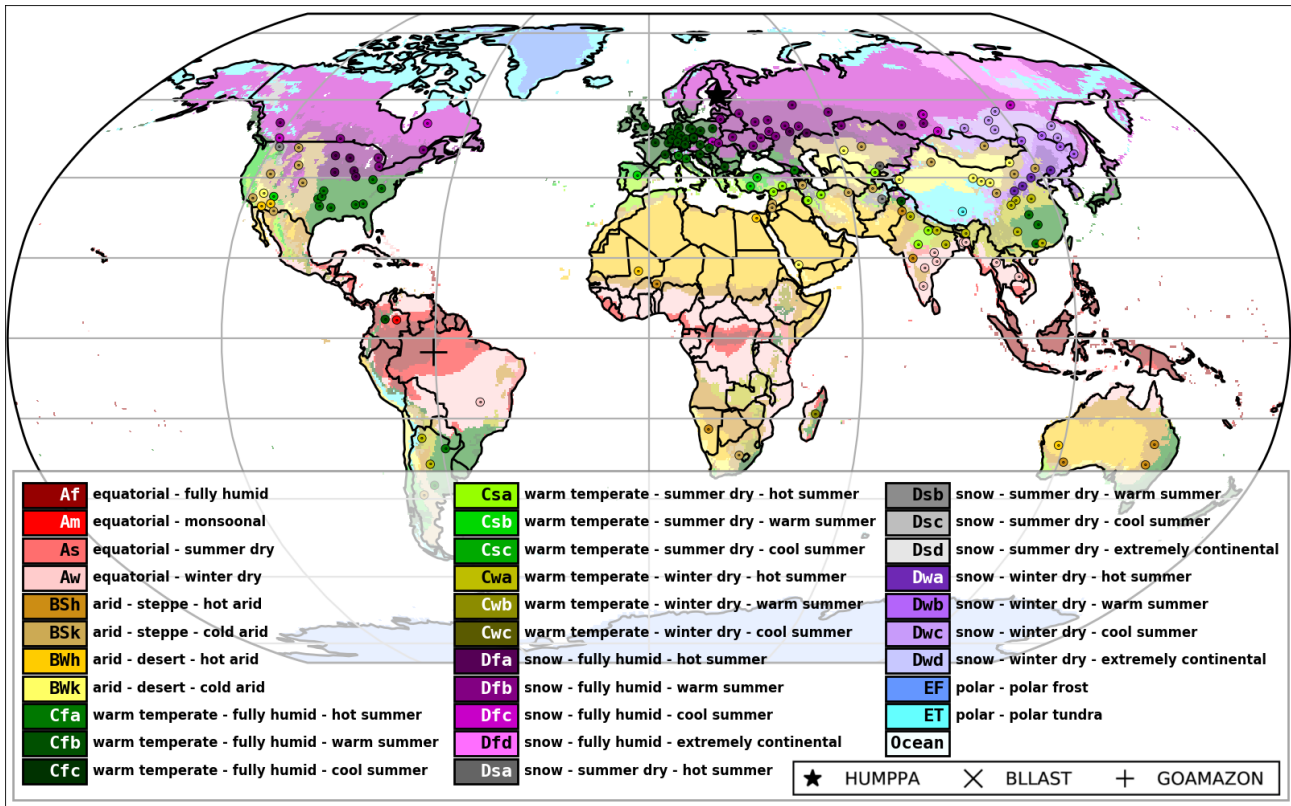 Af equatorial - fully humid
Am equatorial - monsoonal
As equatorial - summer dry
Aw equatorial - winter dry
BSh arid - steppe - hot arid
BSk arid - steppe - cold arid
BWh arid - desert - hot arid
BWk arid - desert - cold arid
Cfa warm temperate - fully humid - hot summer
Cfb warm temperate - fully humid - warm summer
Cfc warm temperate - fully humid - cool summer
Csa warm temperate - summer dry - hot summer
Csb warm temperate - summer dry - warm summer
Csc warm temperate - summer dry - cool summer
Cwa warm temperate - winter dry - hot summer
Cwb warm temperate - winter dry - warm summer
Cwc warm temperate - winter dry - cool summer
Dfa snow - fully humid - hot summer
Dfb snow - fully humid - warm summer
Dfc snow - fully humid - cool summer
Dfd snow - fully humid - extremely continental
Dsa snow - summer dry - hot summer
Dsb snow - summer dry - warm summer
Dsc snow - summer dry - cool summer
Dsd snow - summer dry - extremely continental
Dwa snow - winter dry - hot summer
Dwb snow - winter dry - warm summer
Dwc snow - winter dry - cool summer
Dwd snow - winter dry - extremely continental
EF polar - polar frost
ET polar - polar tundra
Ocean
HUMPPA BLLAST GOAMAZON